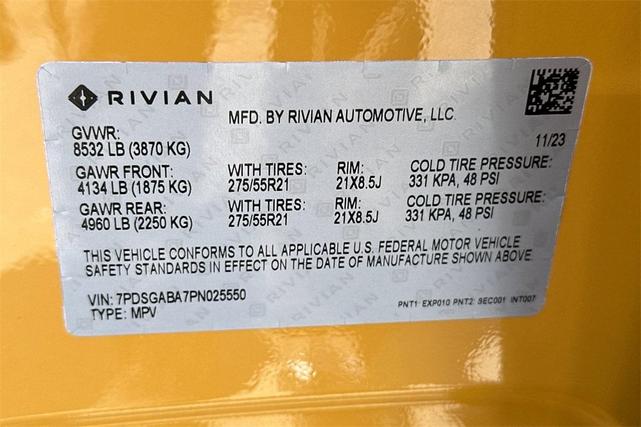 RIVIAN
MFD. BY RIVIAN AUTOMOTIVE, LLC
GVWR:
8532 LB (3870 KG)
11/23
GAWR FRONT: WITH TIRES: RIM: COLD TIRE PRESSURE:
4134 LB (1875 KG) 275/55R21 21X8.5J 331 KPA, 48 PSI
GAWR REAR: WITH TIRES: RIM: COLD TIRE PRESSURE:
4960 LB (2250 KG) 275/55R21 21X8.5J 331 KPA, 48 PSI
THIS VEHICLE CONFORMS TO ALL APPLICABLE U.S. FEDERAL MOTOR VEHICLE
SAFETY STANDARDS IN EFFECT ON THE DATE OF MANUFACTURE SHOWN ABOVE.
VIN: 7PDSGABA7PN025550
TYPE: MPV
PNT1: EXP010 PNT2: SEC001 INT007